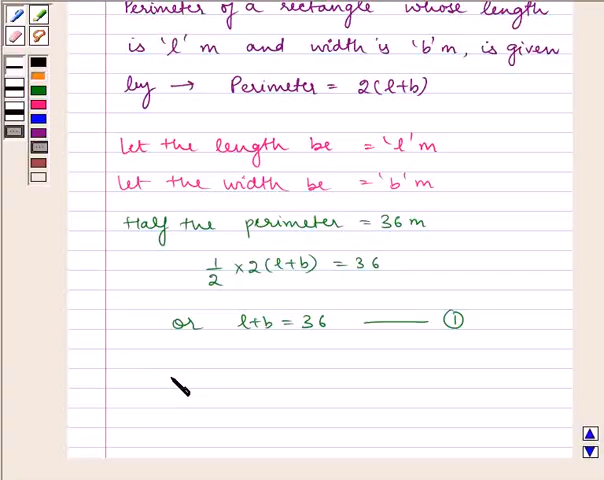 Perimeter of a rectangle whose length
is 'l' m and width is 'b' m, is given
by → Perimeter = 2(l+b)
Let the length be = 'l' m
Let the width be = 'b' m
Half the perimeter = 36 m
1/2 × 2(l+b) = 36
or l+b = 36 —— ①